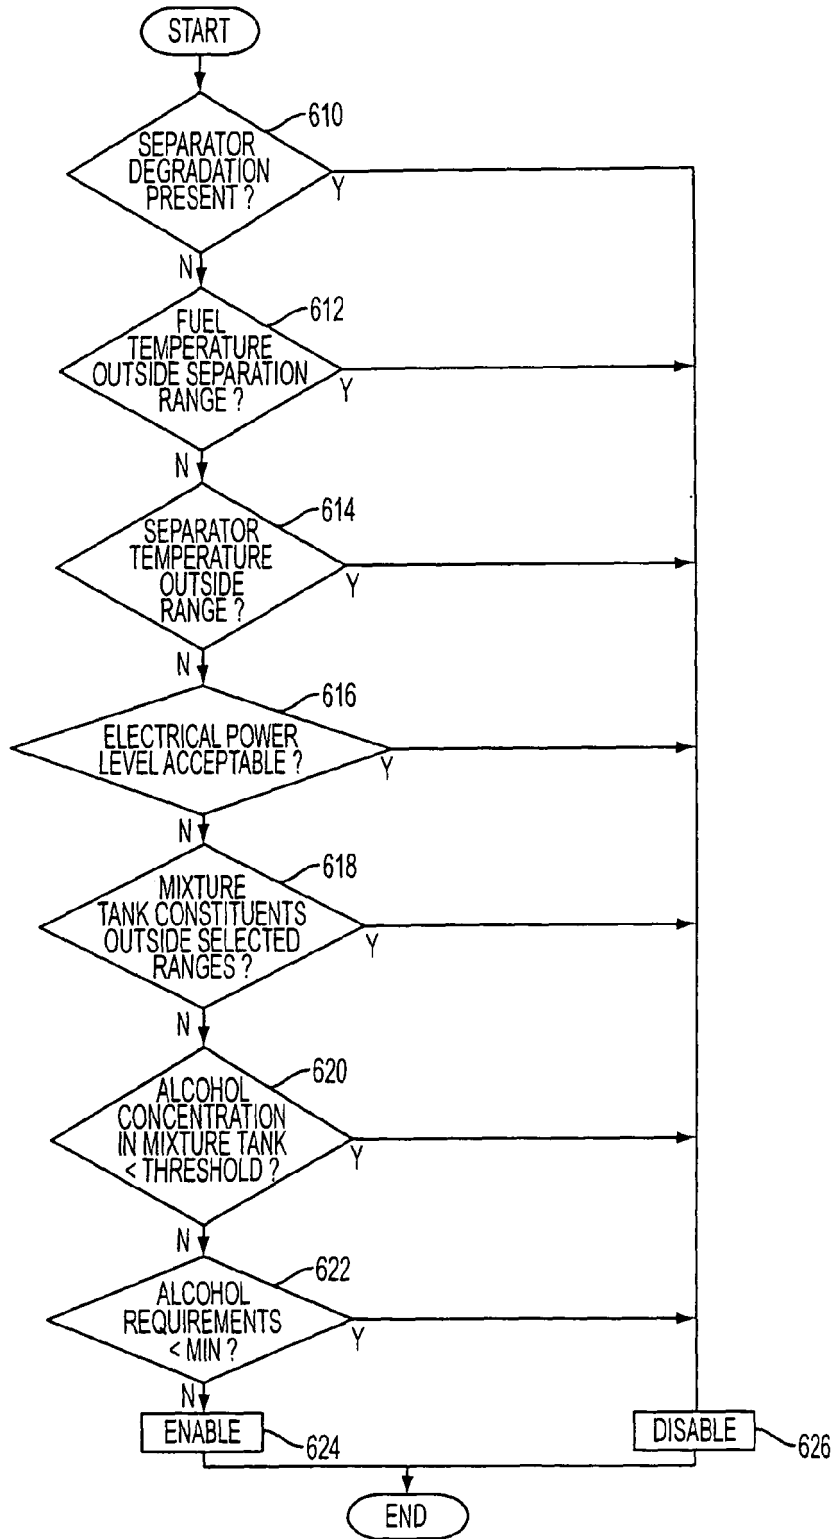 START
610
SEPARATOR
DEGRADATION
PRESENT ?
Y
N
612
FUEL
TEMPERATURE
OUTSIDE SEPARATION
RANGE ?
Y
N
614
SEPARATOR
TEMPERATURE
OUTSIDE
RANGE ?
Y
N
616
ELECTRICAL POWER
LEVEL ACCEPTABLE ?
Y
N
618
MIXTURE
TANK CONSTITUENTS
OUTSIDE SELECTED
RANGES ?
Y
N
620
ALCOHOL
CONCENTRATION
IN MIXTURE TANK
< THRESHOLD ?
Y
N
622
ALCOHOL
REQUIREMENTS
< MIN ?
Y
N
ENABLE
624
DISABLE
626
END